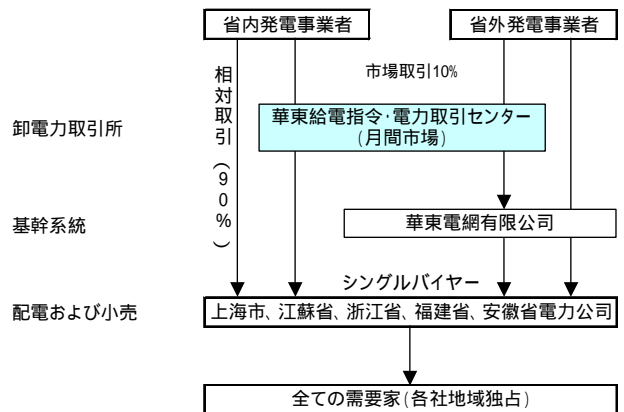 省内発電事業者
省外発電事業者
相対取引(90%)
市場取引10%
卸電力取引所
華東給電指令・電力取引センター
(月間市場)
基幹系統
華東電網有限公司
シングルバイヤー
配電および小売
上海市、江蘇省、浙江省、福建省、安徽省電力公司
全ての需要家(各社地域独占)